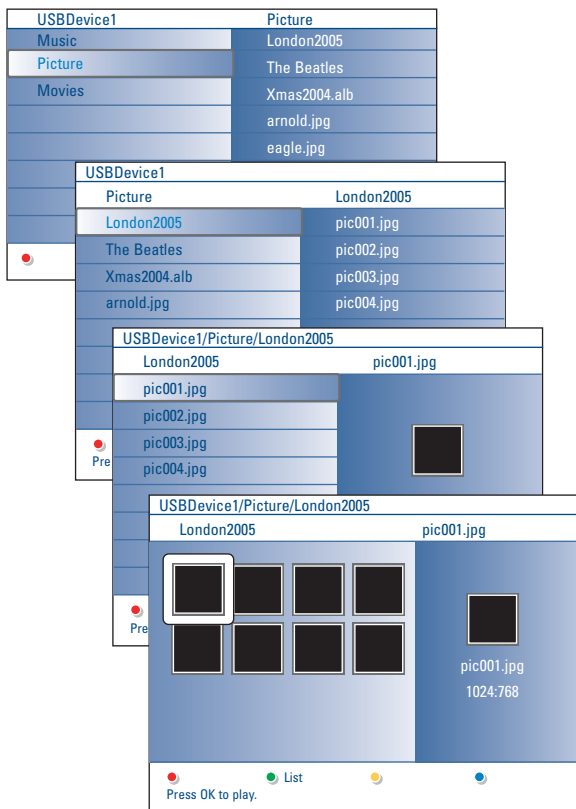 USBDevice1 Picture
Music London2005
Picture The Beatles
Movies Xmas2004.alb
arnold.jpg
eagle.jpg
USBDevice1
Picture London2005
London2005 pic001.jpg
The Beatles pic002.jpg
Xmas2004.alb pic003.jpg
arnold.jpg pic004.jpg
Pre
USBDevice1/Picture/London2005
London2005 pic001.jpg
pic001.jpg
pic002.jpg
pic003.jpg
pic004.jpg
Pre
USBDevice1/Picture/London2005
London2005 pic001.jpg
pic001.jpg
1024:768
List
Press OK to play.